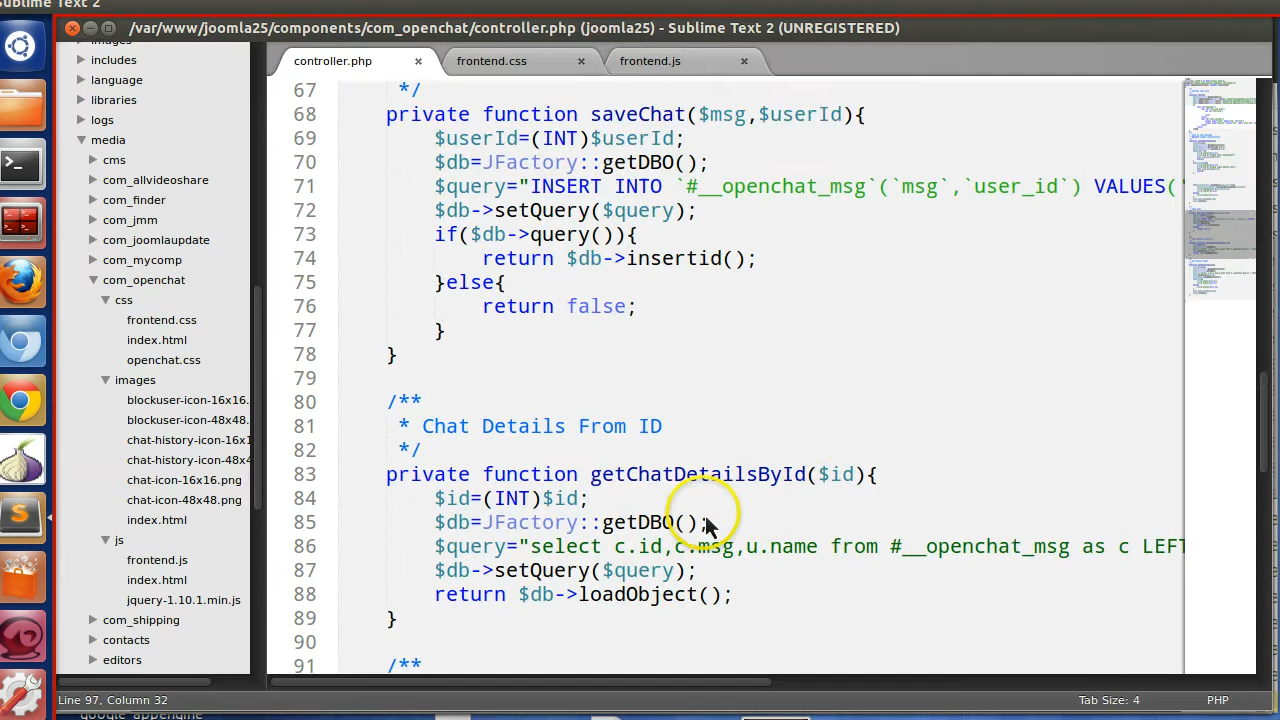 /var/www/joomla25/components/com_openchat/controller.php (joomla25) - Sublime Text 2 (UNREGISTERED)
controller.php
frontend.css
frontend.js
includes
language
libraries
logs
media
cms
com_allvideoshare
com_finder
com_jmm
com_joomlaupdate
com_mycomp
com_openchat
css
frontend.css
index.html
openchat.css
images
blockuser-icon-16x16.
blockuser-icon-48x48.
chat-history-icon-16x1
chat-history-icon-48x4
chat-icon-16x16.png
chat-icon-48x48.png
index.html
js
frontend.js
index.html
jquery-1.10.1.min.js
com_shipping
contacts
editors
67 */
68 private function saveChat($msg,$userId){
69 $userId=(INT)$userId;
70 $db=JFactory::getDBO();
71 $query="INSERT INTO `#__openchat_msg`(`msg`,`user_id`) VALUES('
72 $db->setQuery($query);
73 if($db->query()){
74 return $db->insertid();
75 }else{
76 return false;
77 }
78 }
79
80 /**
81 * Chat Details From ID
82 */
83 private function getChatDetailsById($id){
84 $id=(INT)$id;
85 $db=JFactory::getDBO();
86 $query="select c.id,c.msg,u.name from #__openchat_msg as c LEFT
87 $db->setQuery($query);
88 return $db->loadObject();
89 }
90
91 /**
Line 97, Column 32
Tab Size: 4
PHP